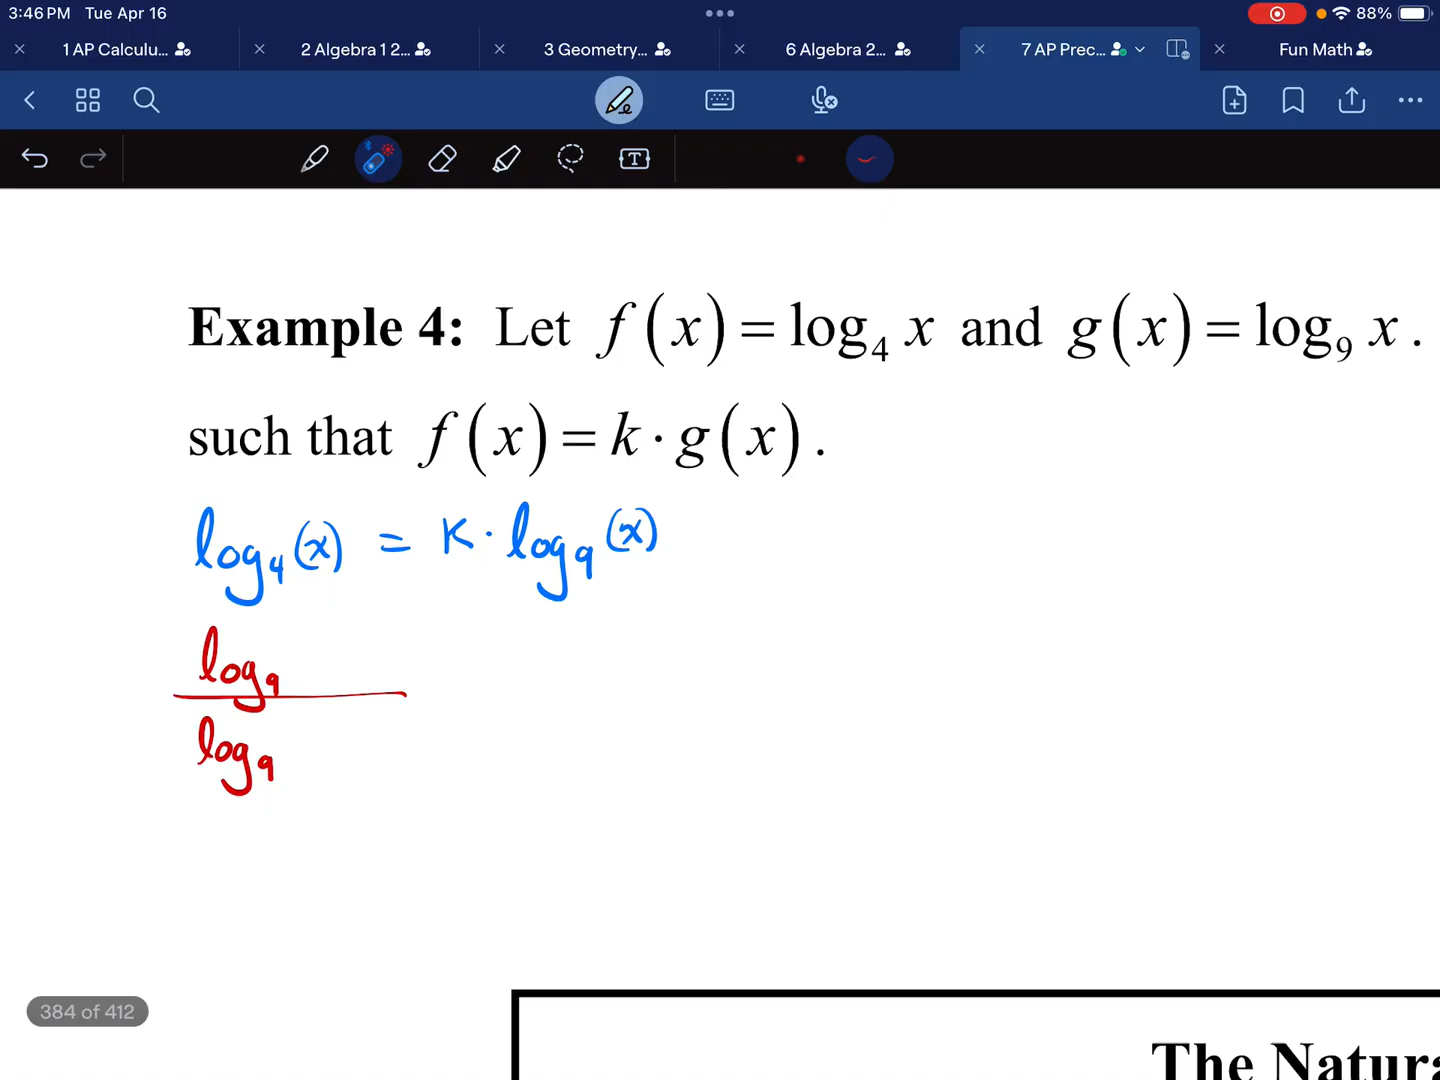 3:46 PM Tue Apr 16 88%
1 AP Calculu... 2 Algebra 1 2... 3 Geometry... 6 Algebra 2... 7 AP Prec... Fun Math
T
Example 4: Let f(x) = log₄ x and g(x) = log₉ x.
such that f(x) = k · g(x).
log₄(x) = K · log₉(x)
log₉
log₉
384 of 412
The Natur